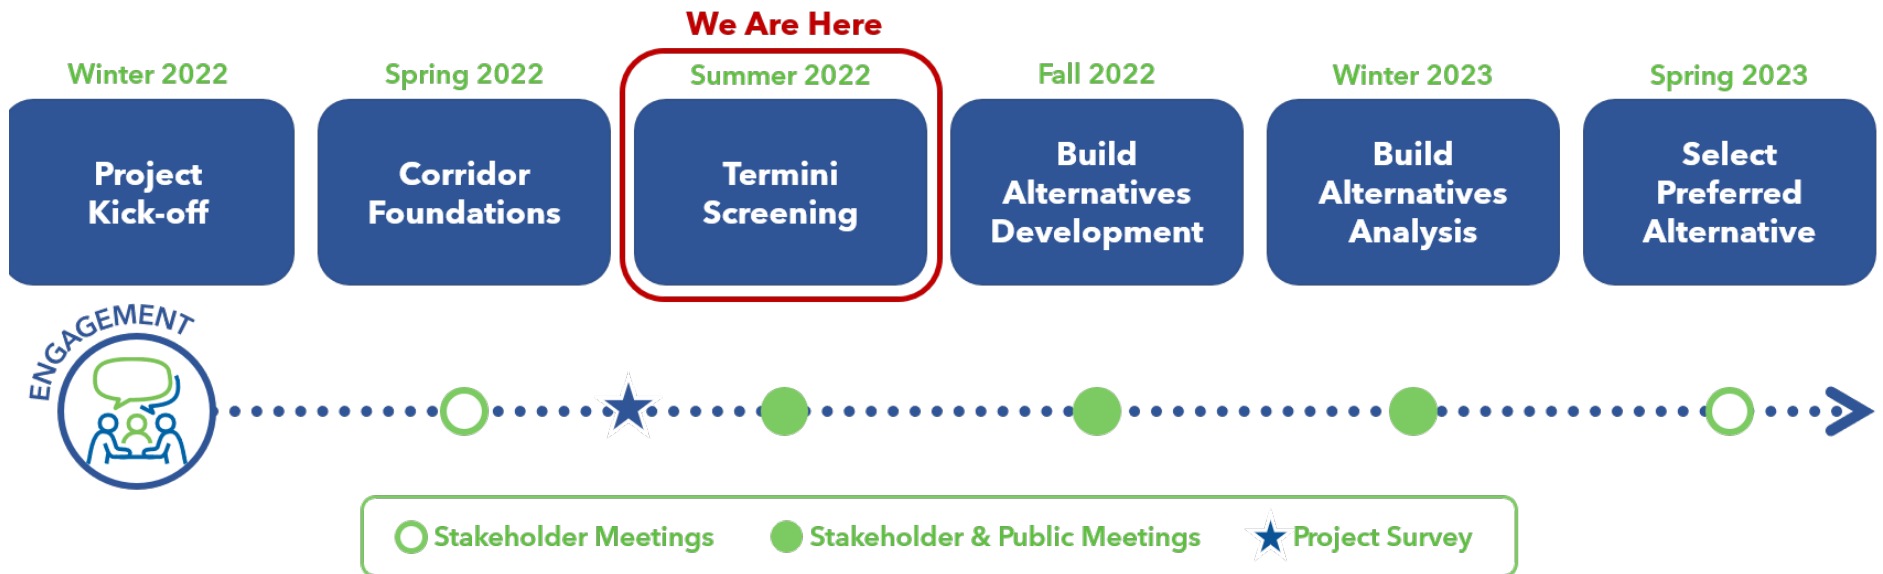 We Are Here
Winter 2022
Spring 2022
Summer 2022
Fall 2022
Winter 2023
Spring 2023
Project
Kick-off
Corridor
Foundations
Termini
Screening
Build
Alternatives
Development
Build
Alternatives
Analysis
Select
Preferred
Alternative
ENGAGEMENT
Stakeholder Meetings
Stakeholder & Public Meetings
Project Survey